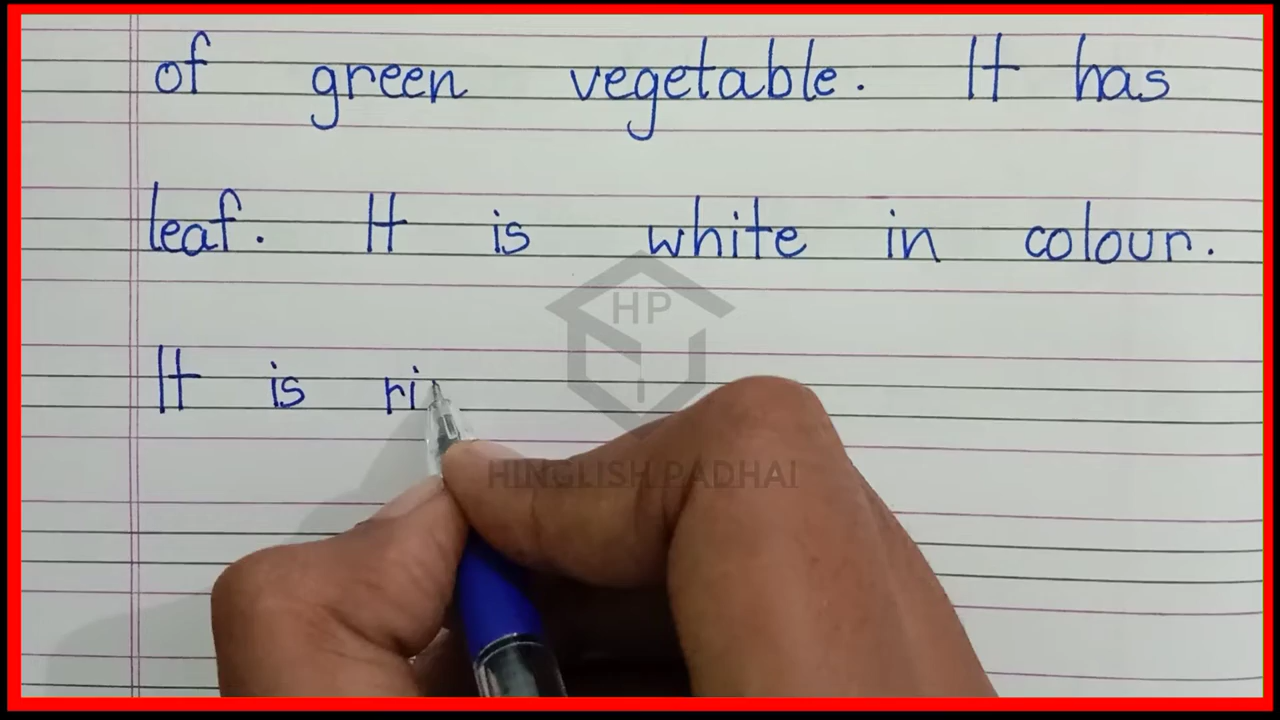 of green vegetable. It has
leaf. It is white in colour.
HP
It is ri
HINGLISH PADHAI